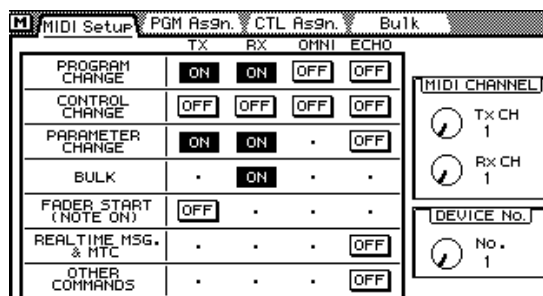 M MIDI Setup PGM Asgn. CTL Asgn. Bulk
TX RX OMNI ECHO
PROGRAM
CHANGE ON ON OFF OFF
CONTROL
CHANGE OFF OFF OFF OFF
PARAMETER
CHANGE ON ON · OFF
BULK · ON · ·
FADER START
(NOTE ON) OFF · · ·
REALTIME MSG.
& MTC · · · OFF
OTHER
COMMANDS · · · OFF
MIDI CHANNEL
Tx CH
1
Rx CH
1
DEVICE No.
No.
1